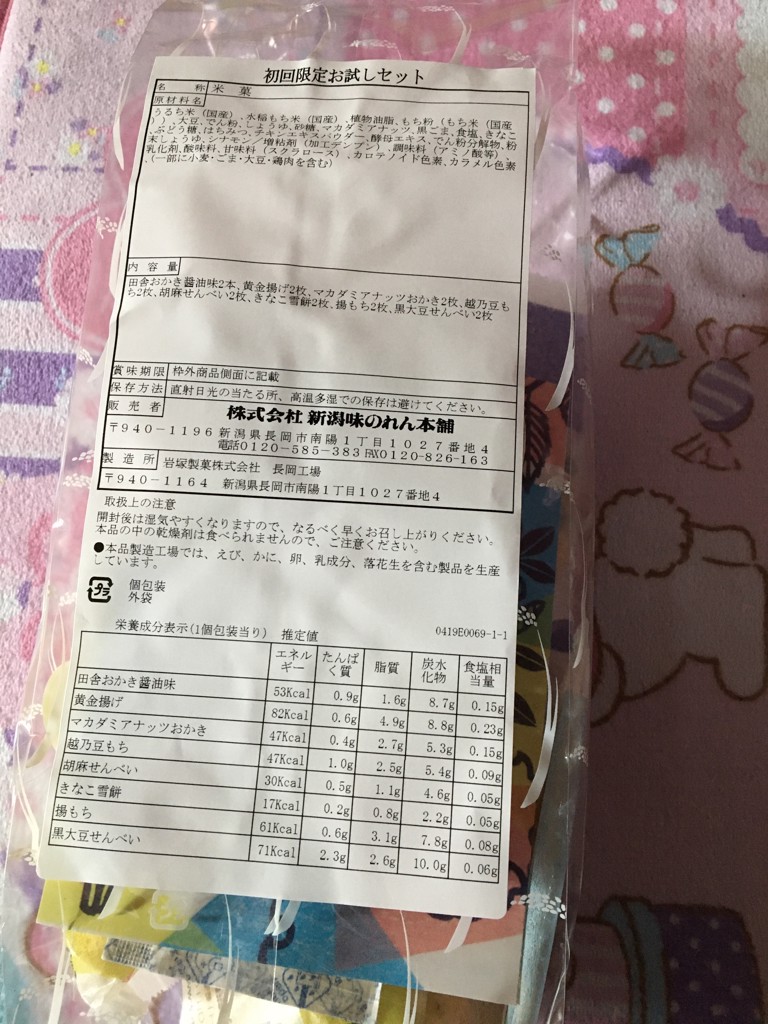 初回限定お試しセット
名　称 米　菓
原材料名
うるち米（国産）、水稲もち米（国産）、植物油脂、もち粉（もち米（国産
））、大豆、でん粉、しょうゆ、砂糖、マカダミアナッツ、黒ごま、食塩、きなこ
、ぶどう糖、はちみつ、チキンエキスパウダー、酵母エキス、でん粉分解物、粉
末しょうゆ、シナモン／増粘剤（加工デンプン）、調味料（アミノ酸等）、
乳化剤、酸味料、甘味料（スクラロース）、カロテノイド色素、カラメル色素
、（一部に小麦・ごま・大豆・鶏肉を含む）
内 容 量
田舎おかき醤油味2本、黄金揚げ2枚、マカダミアナッツおかき2枚、越乃豆も
ち2枚、胡麻せんべい2枚、きなこ雪餅2枚、揚もち2枚、黒大豆せんべい2枚
賞味期限 枠外商品側面に記載
保存方法 直射日光の当たる所、高温多湿での保存は避けてください。
販 売 者 株式会社 新潟味のれん本舗
〒940－1196 新潟県長岡市南陽1丁目1027番地4
電話0120-585-383 FAX0120-826-163
製 造 所 岩塚製菓株式会社　長岡工場
〒940－1164　新潟県長岡市南陽1丁目1027番地4
取扱上の注意
開封後は湿気やすくなりますので、なるべく早くお召し上がりください。
本品の中の乾燥剤は食べられませんので、ご注意ください。
●本品製造工場では、えび、かに、卵、乳成分、落花生を含む製品を生産
しています。
プラ 個包装
外袋
栄養成分表示(1個包装当り)　推定値 0419E0069-1-1
エネルギー たんぱく質 脂質 炭水化物 食塩相当量
田舎おかき醤油味 53Kcal 0.9g 1.6g 8.7g 0.15g
黄金揚げ 82Kcal 0.6g 4.9g 8.8g 0.23g
マカダミアナッツおかき 47Kcal 0.4g 2.7g 5.3g 0.15g
越乃豆もち 47Kcal 1.0g 2.5g 5.4g 0.09g
胡麻せんべい 30Kcal 0.5g 1.1g 4.6g 0.05g
きなこ雪餅 17Kcal 0.2g 0.8g 2.2g 0.05g
揚もち 61Kcal 0.6g 3.1g 7.8g 0.08g
黒大豆せんべい 71Kcal 2.3g 2.6g 10.0g 0.06g